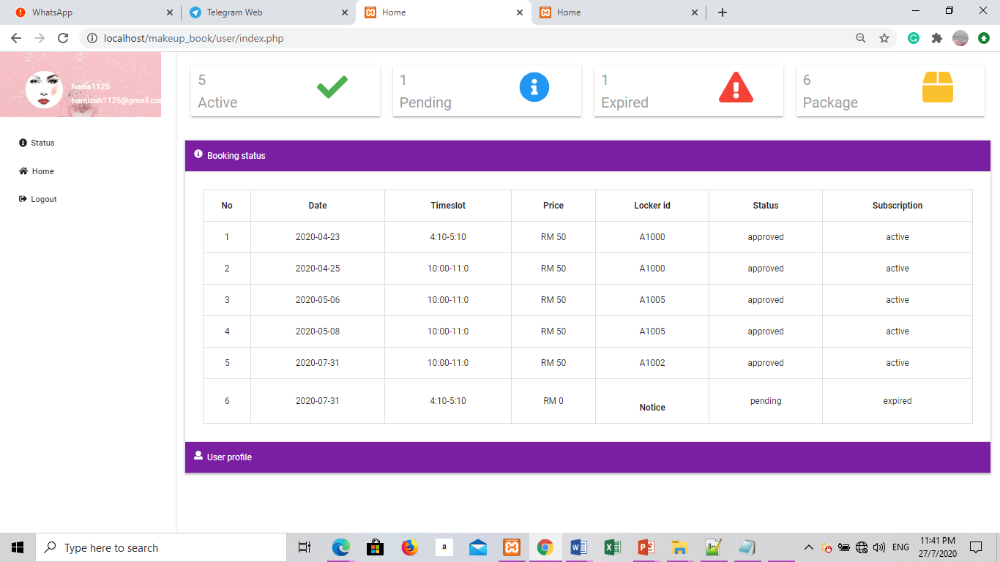 WhatsApp
Telegram Web
Home
Home
localhost/makeup_book/user/index.php
hanis1125
hamizah1125@gmail.co
5
Active
1
Pending
1
Expired
6
Package
Status
Home
Logout
Booking status
No Date Timeslot Price Locker id Status Subscription
1 2020-04-23 4:10-5:10 RM 50 A1000 approved active
2 2020-04-25 10:00-11:0 RM 50 A1000 approved active
3 2020-05-06 10:00-11:0 RM 50 A1005 approved active
4 2020-05-08 10:00-11:0 RM 50 A1005 approved active
5 2020-07-31 10:00-11:0 RM 50 A1002 approved active
6 2020-07-31 4:10-5:10 RM 0 Notice pending expired
User profile
Type here to search
ENG
11:41 PM
27/7/2020